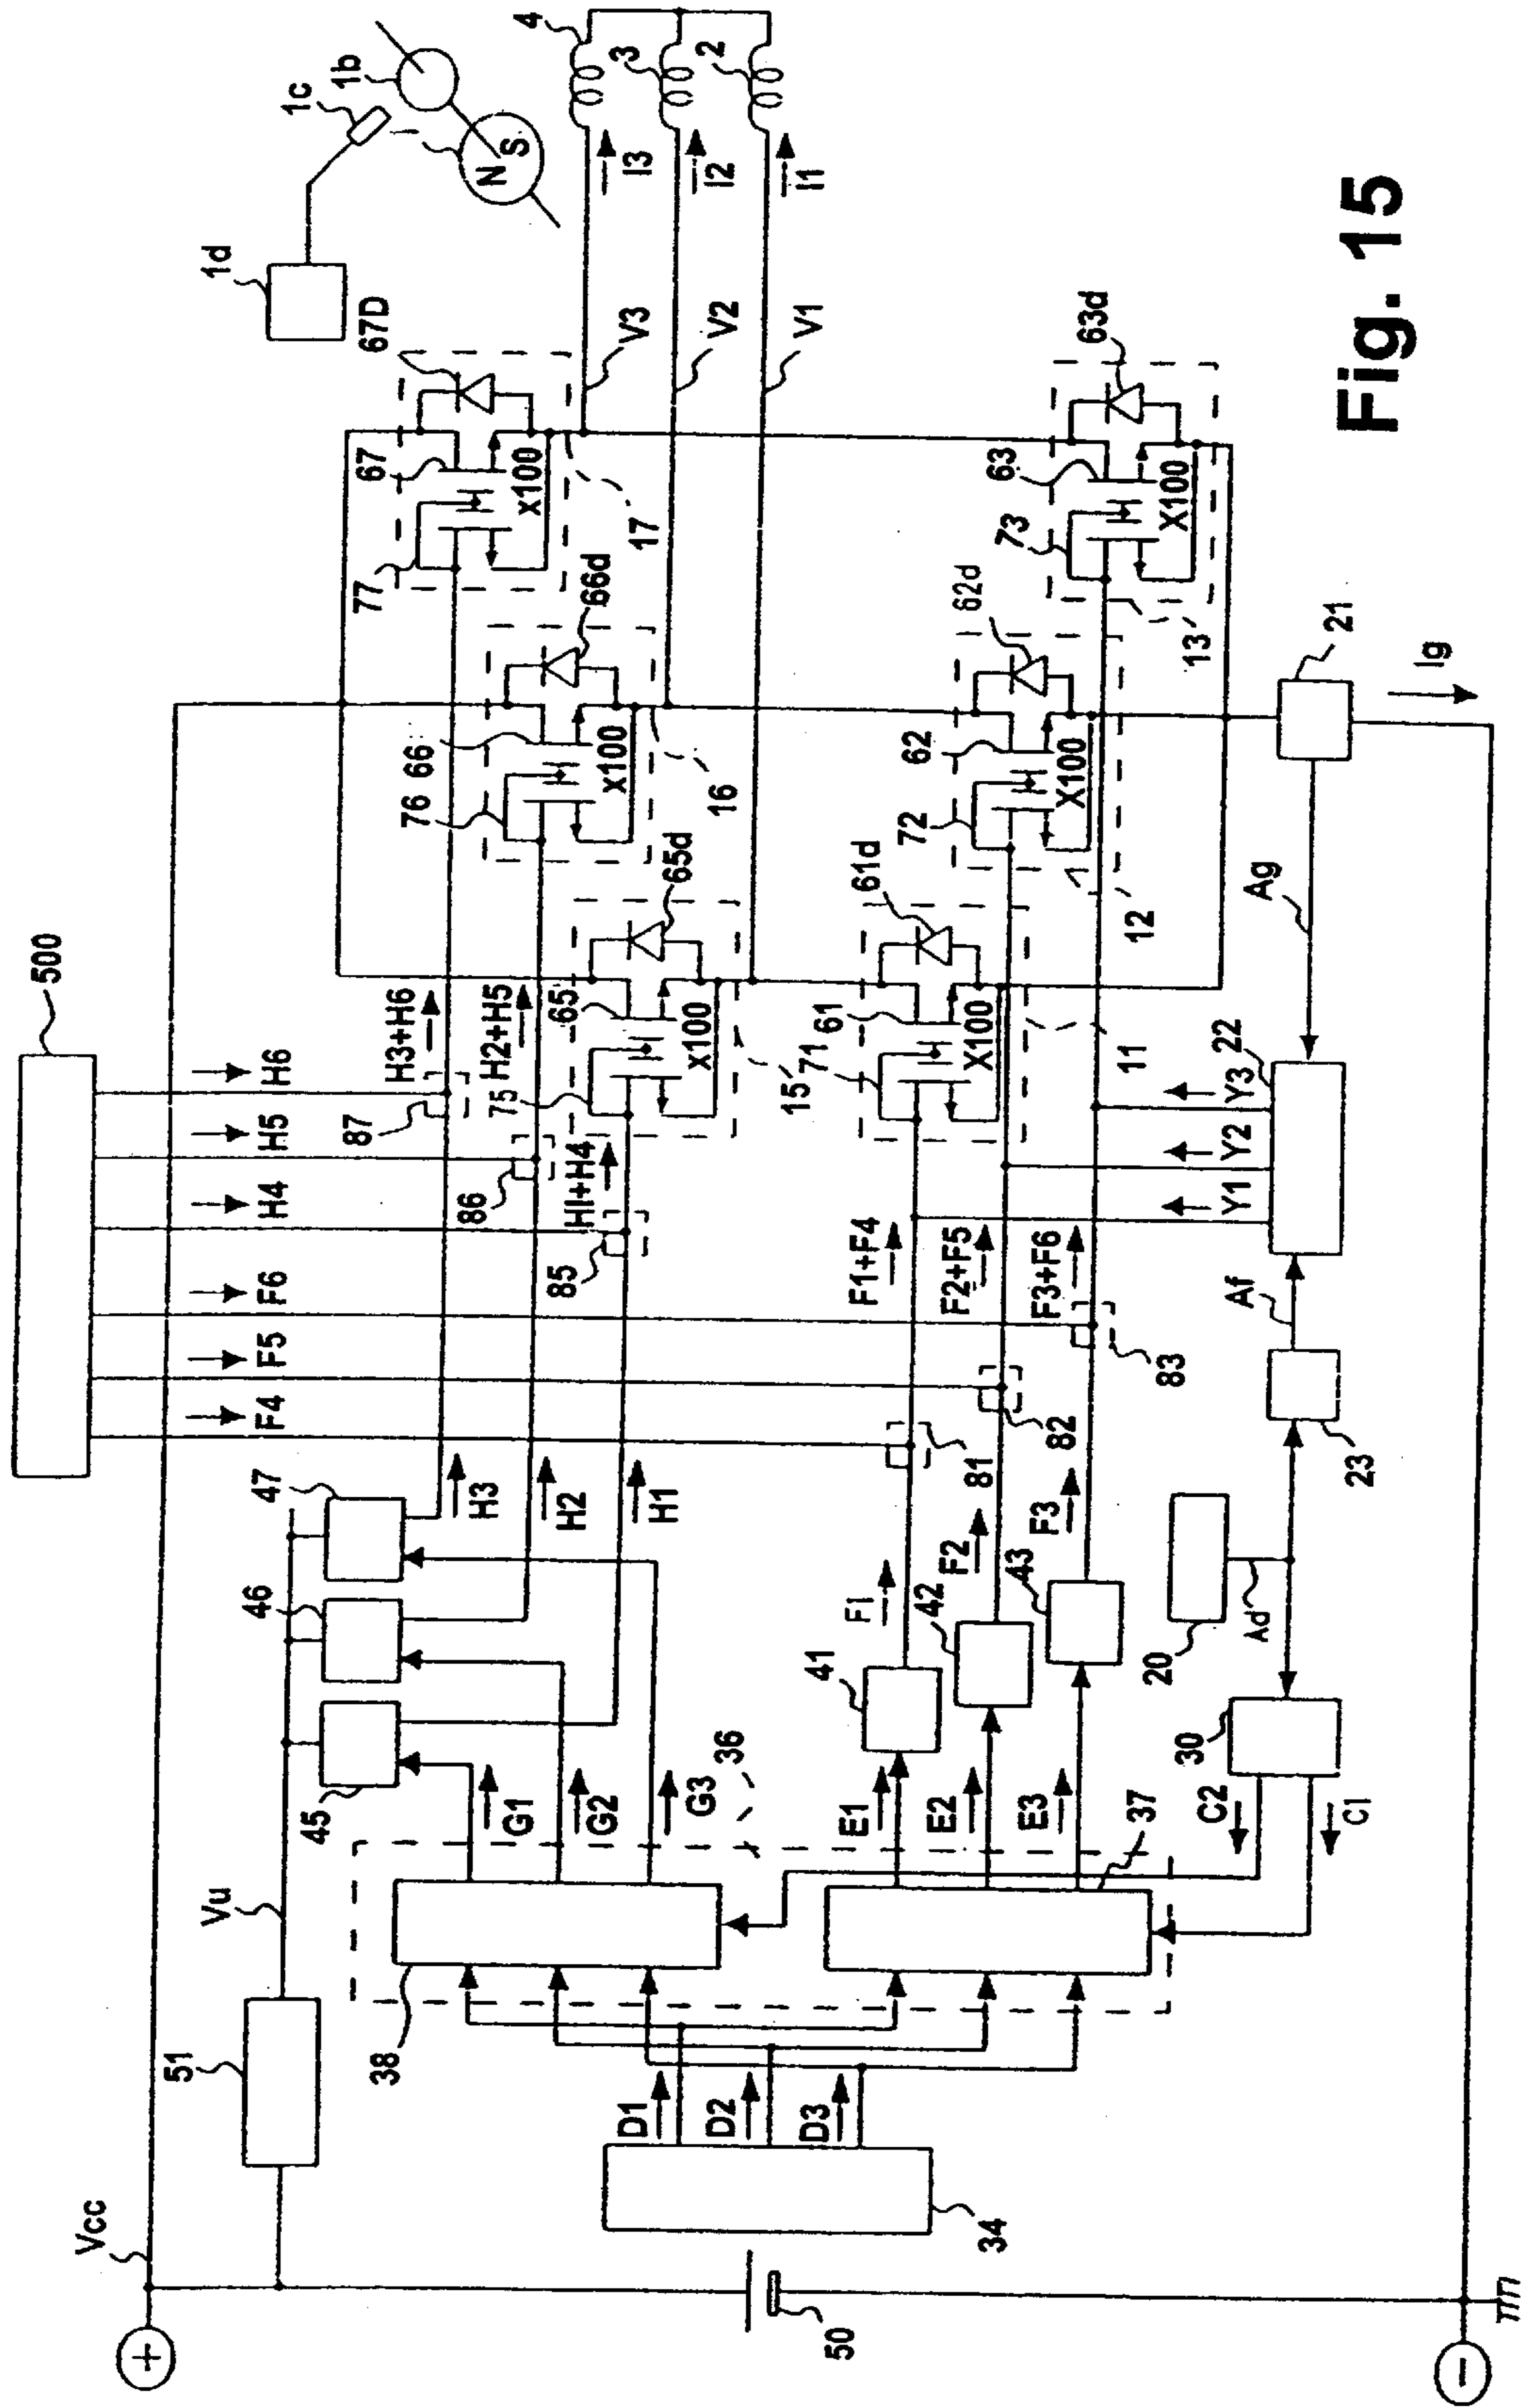 Fig. 15
500
H6
H5
H4
F6
F5
F4
Vcc
Vu
51
45
46
47
H3
H2
H1
87
86
85
H3+H6
H2+H5
H1+H4
75
65
65d
X100
15'
76
66
66d
X100
16
77
67
67D
X100
17
1d
1c
1b
N
S
4
3
2
I3
I2
I1
V3
V2
V1
38
36
G1
G2
G3
D1
D2
D3
34
50
E1
E2
E3
37
41
42
43
F1
F2
F3
81
82
83
F1+F4
F2+F5
F3+F6
71
61
61d
X100
11
72
62
62d
X100
12
73
63
63d
X100
13'
C2
C1
30
20
Ad
23
Af
22
Y1
Y2
Y3
Ag
21
Ig
+
−